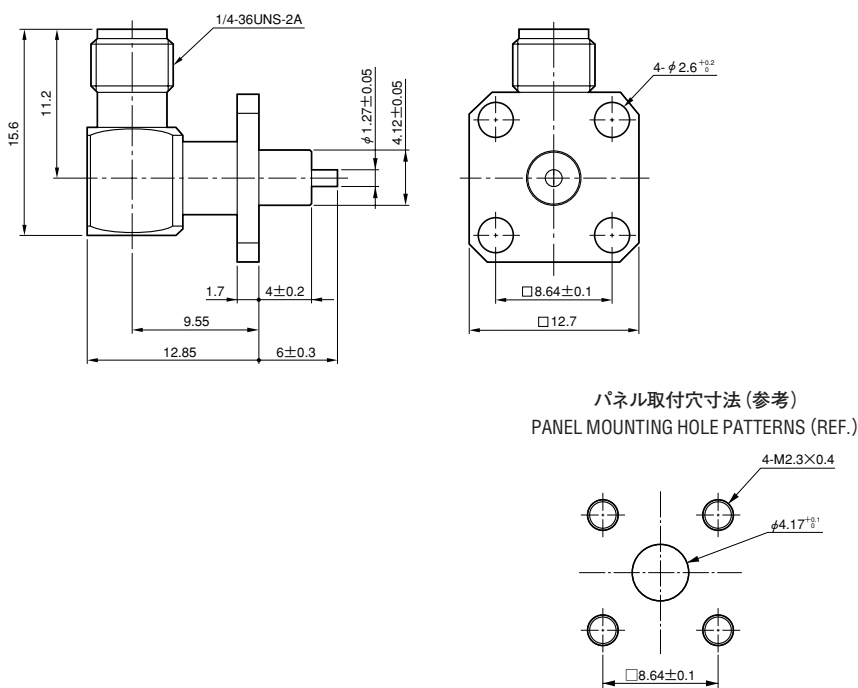 1/4-36UNS-2A
15.6
11.2
φ1.27±0.05
4.12±0.05
1.7
4±0.2
9.55
12.85
6±0.3
4-φ2.6 +0.2 0
□8.64±0.1
□12.7
パネル取付穴寸法(参考)
PANEL MOUNTING HOLE PATTERNS (REF.)
4-M2.3×0.4
φ4.17 +0.1 0
□8.64±0.1